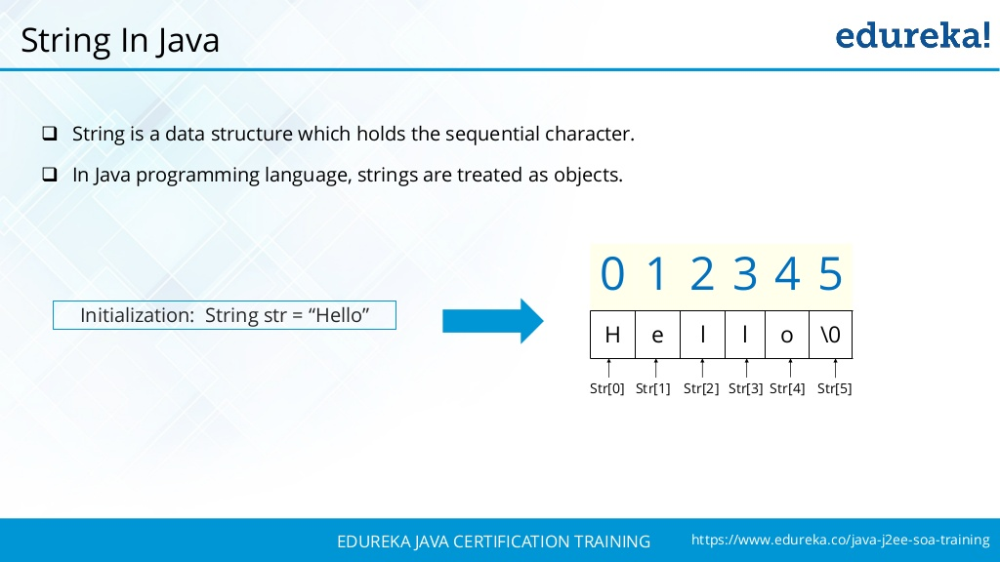 String In Java
edureka!
❑ String is a data structure which holds the sequential character.
❑ In Java programming language, strings are treated as objects.
0 1 2 3 4 5
Initialization: String str = “Hello”
H e l l o \0
Str[0] Str[1] Str[2] Str[3] Str[4] Str[5]
EDUREKA JAVA CERTIFICATION TRAINING
https://www.edureka.co/java-j2ee-soa-training